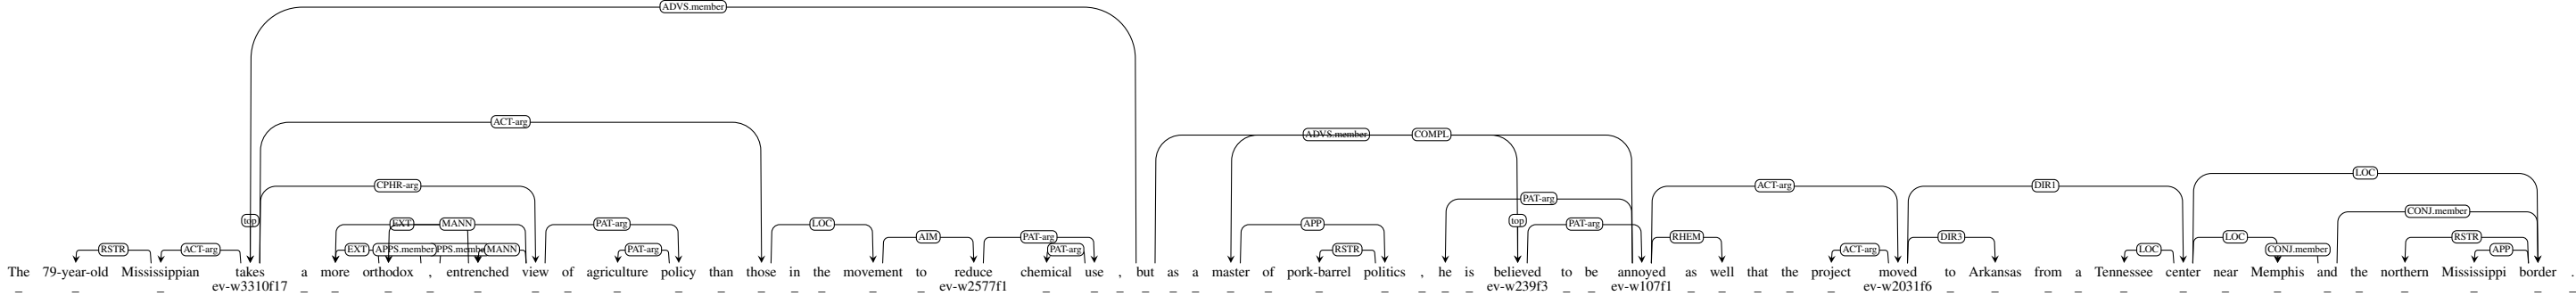 ADVS.member
ACT-arg
ADVS.member COMPL
LOC
CPHR-arg ACT-arg DIR1
PAT-arg
CONJ.member
top EXT MANN PAT-arg LOC APP top PAT-arg
AIM PAT-arg RHEM DIR3 LOC RSTR
RSTR ACT-arg EXT APPS.member PPS.membe MANN PAT-arg PAT-arg RSTR ACT-arg LOC CONJ.member APP
The 79-year-old Mississippian takes a more orthodox , entrenched view of agriculture policy than those in the movement to reduce chemical use , but as a master of pork-barrel politics , he is believed to be annoyed as well that the project moved to Arkansas from a Tennessee center near Memphis and the northern Mississippi border .
_ _ _ ev-w3310f17 _ _ _ _ _ _ _ _ _ _ _ _ _ _ _ ev-w2577f1 _ _ _ _ _ _ _ _ _ _ _ _ _ ev-w239f3 _ _ ev-w107f1 _ _ _ _ _ ev-w2031f6 _ _ _ _ _ _ _ _ _ _ _ _ _ _